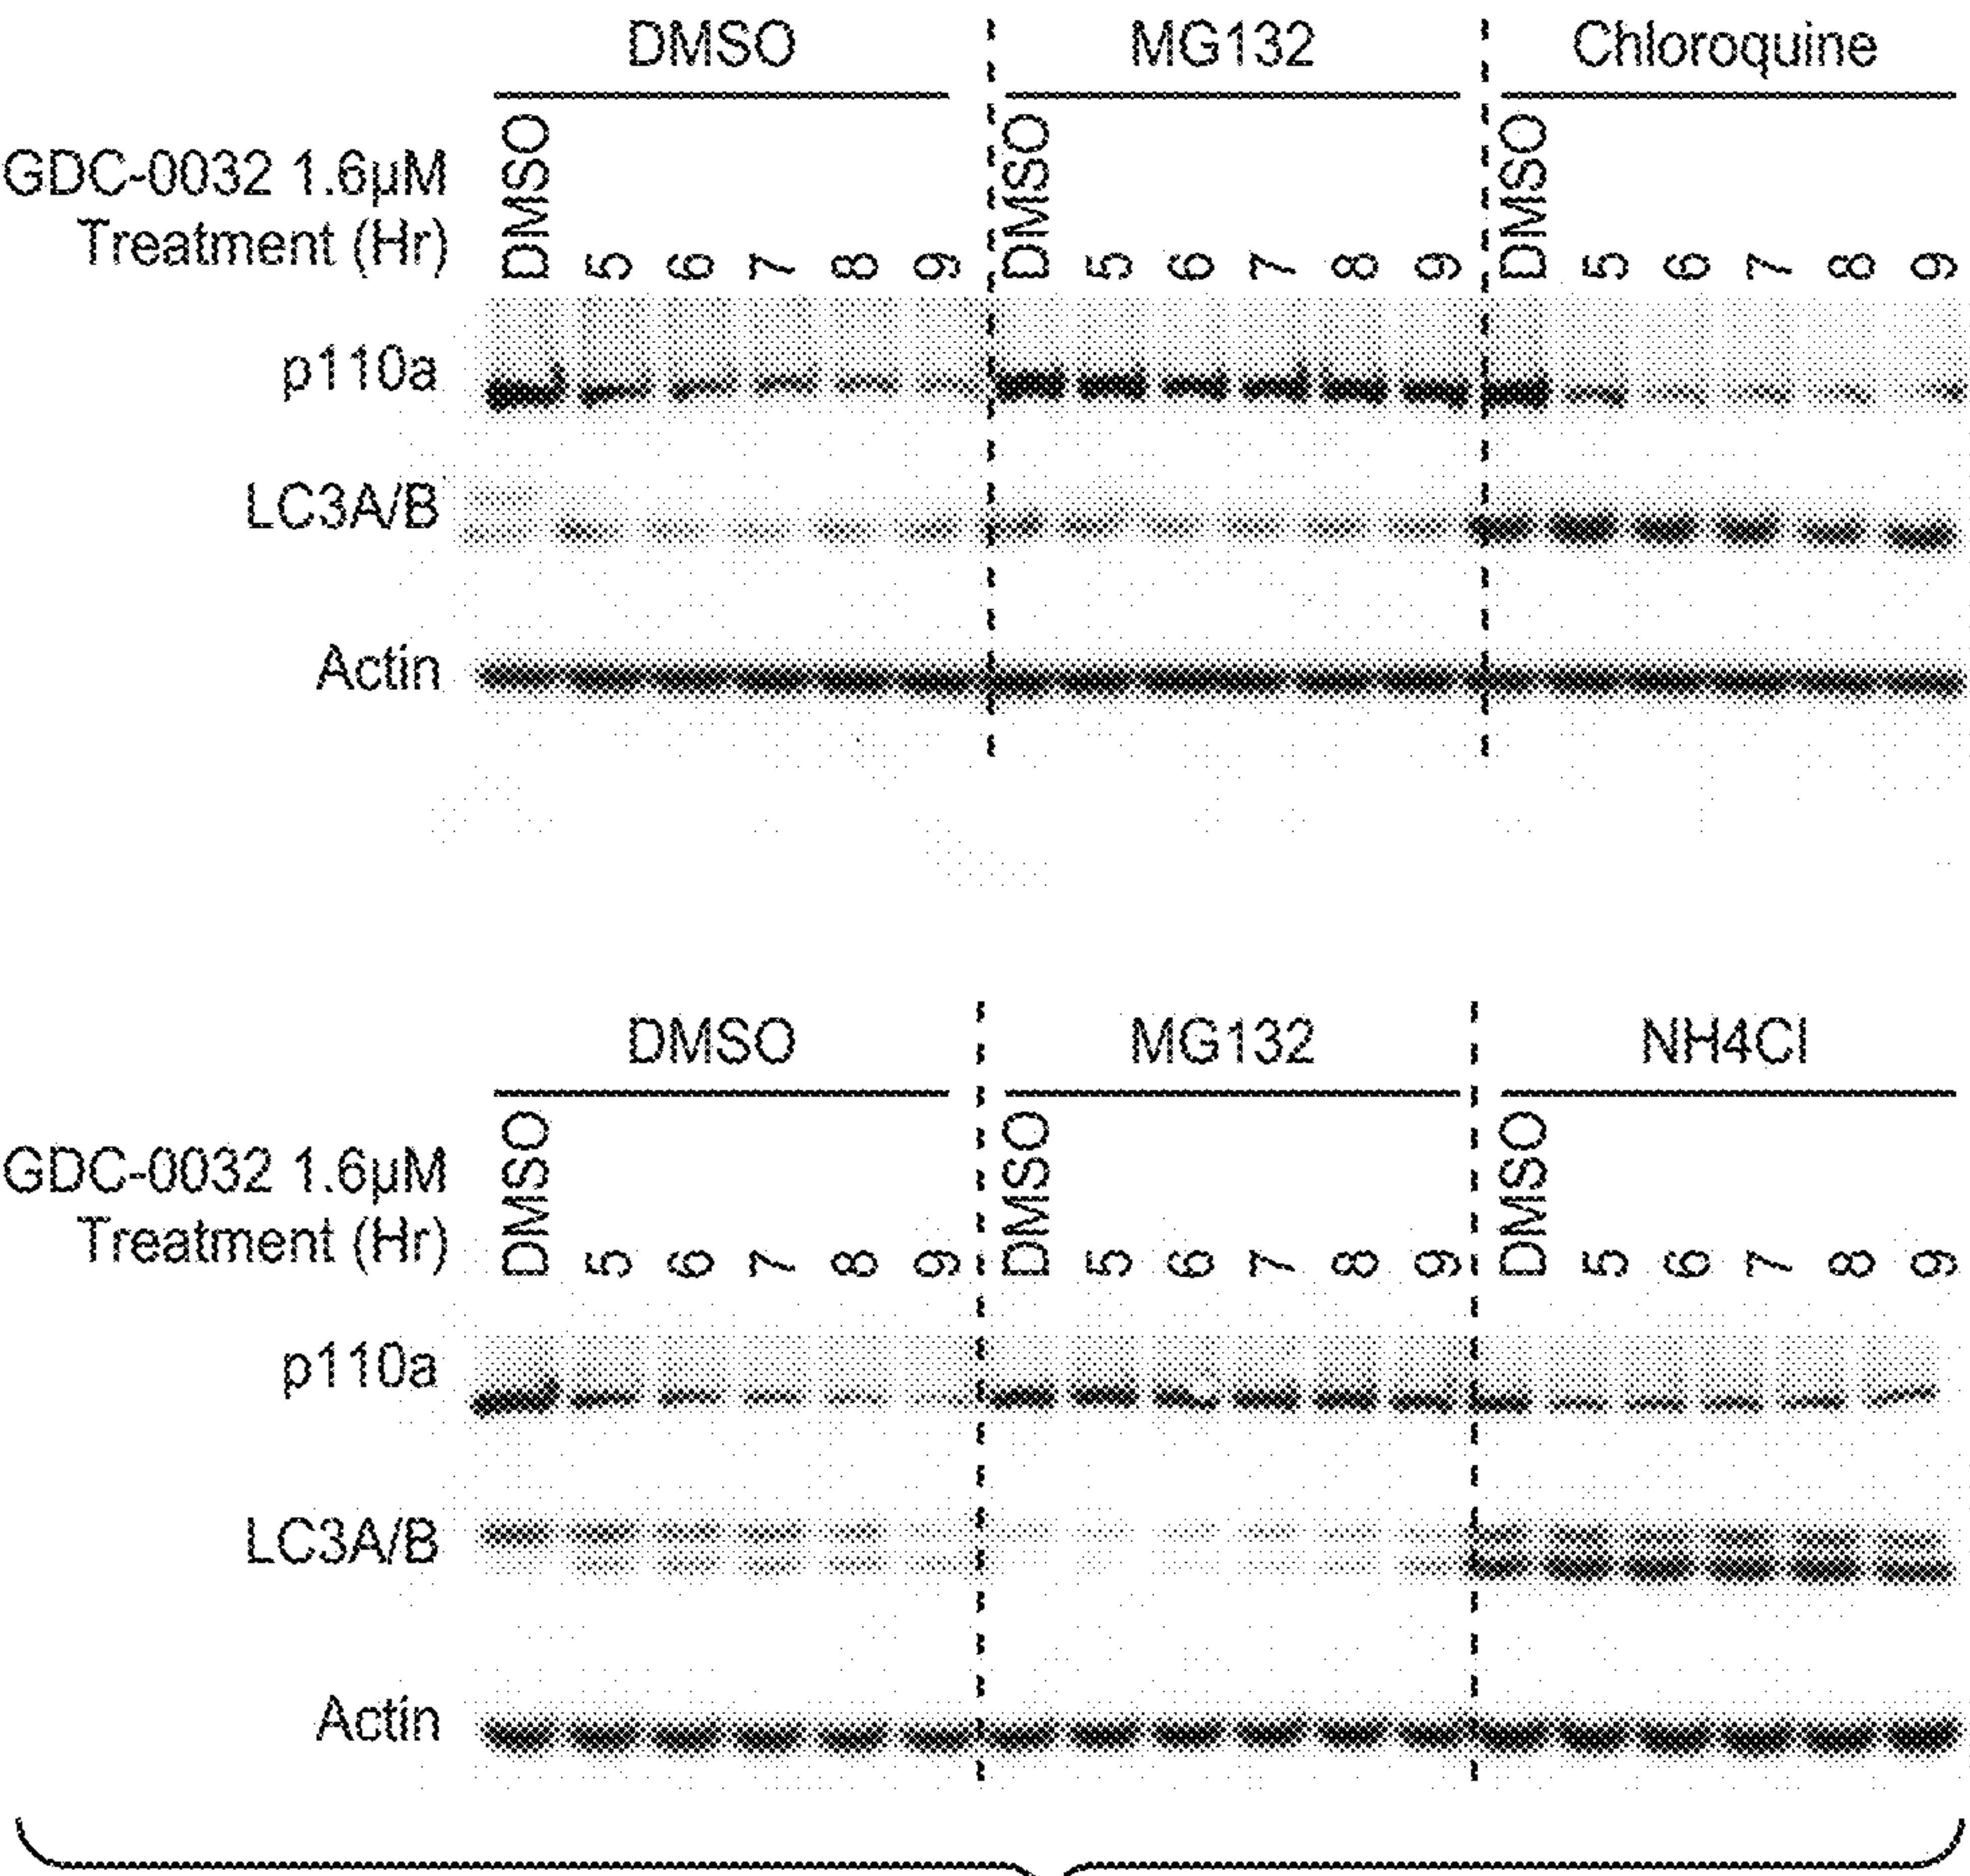 DMSO MG132 Chloroquine
GDC-0032 1.6µM
Treatment (Hr)
DMSO 5 6 7 8 9 DMSO 5 6 7 8 9 DMSO 5 6 7 8 9
p110a
LC3A/B
Actin
DMSO MG132 NH4Cl
GDC-0032 1.6µM
Treatment (Hr)
DMSO 5 6 7 8 9 DMSO 5 6 7 8 9 DMSO 5 6 7 8 9
p110a
LC3A/B
Actin